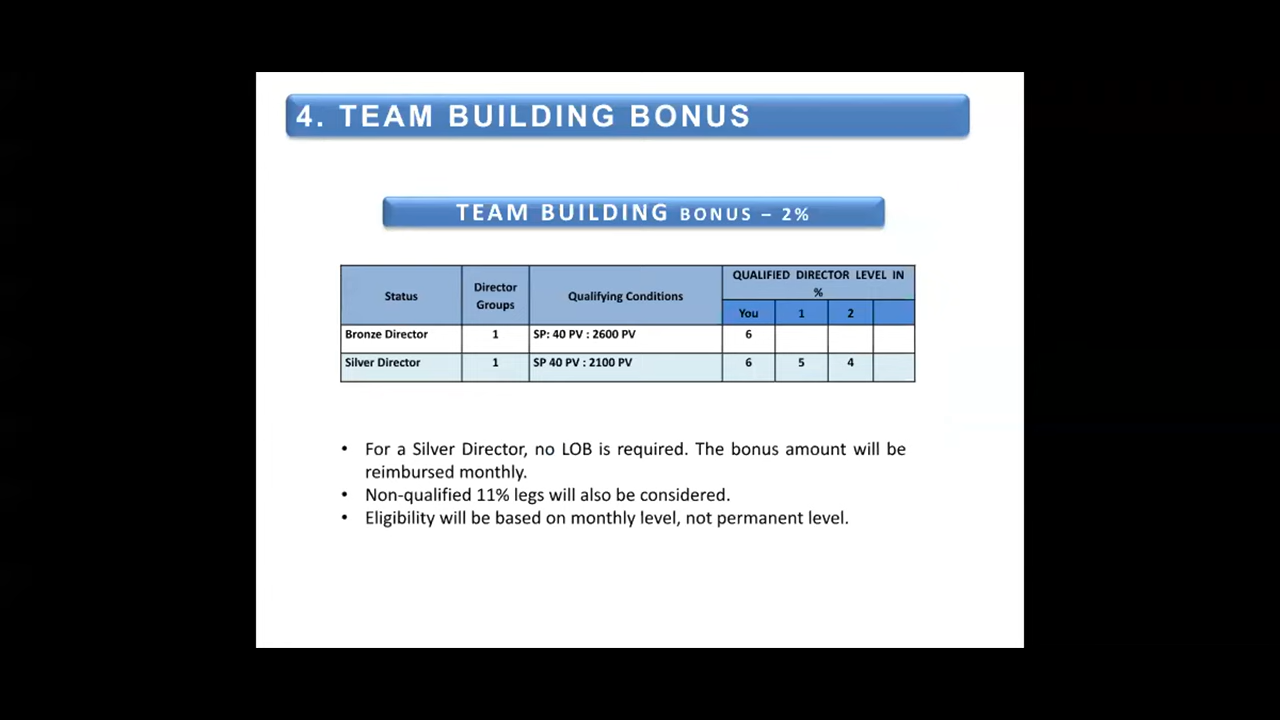 4. TEAM BUILDING BONUS
TEAM BUILDING BONUS – 2%
Status
Director Groups
Qualifying Conditions
QUALIFIED DIRECTOR LEVEL IN %
You 1 2
Bronze Director 1 SP: 40 PV : 2600 PV 6
Silver Director 1 SP 40 PV : 2100 PV 6 5 4
• For a Silver Director, no LOB is required. The bonus amount will be
reimbursed monthly.
• Non-qualified 11% legs will also be considered.
• Eligibility will be based on monthly level, not permanent level.